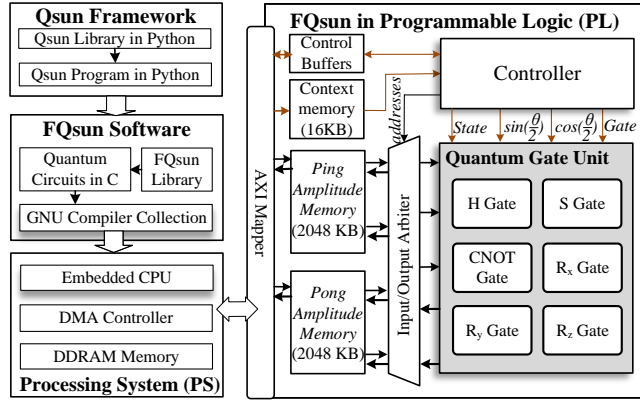 Qsun Framework
Qsun Library in Python
Qsun Program in Python
FQsun Software
Quantum
Circuits in C
FQsun
Library
GNU Compiler Collection
Embedded CPU
DMA Controller
DDRAM Memory
Processing System (PS)
AXI Mapper
FQsun in Programmable Logic (PL)
Control
Buffers
Context
memory
(16KB)
Controller
addresses
State
sin(θ/2)
cos(θ/2)
Gate
Ping
Amplitude
Memory
(2048 KB)
Pong
Amplitude
Memory
(2048 KB)
Input/Output Arbiter
Quantum Gate Unit
H Gate
S Gate
CNOT
Gate
Rx Gate
Ry Gate
Rz Gate